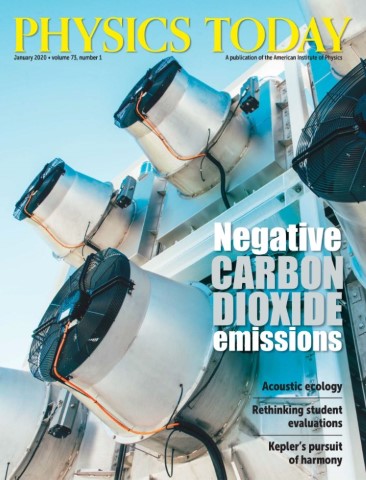 PHYSICS TODAY
January 2020 • volume 73, number 1
A publication of the American Institute of Physics
Negative
CARBON
DIOXIDE
emissions
Acoustic ecology
Rethinking student
evaluations
Kepler's pursuit
of harmony